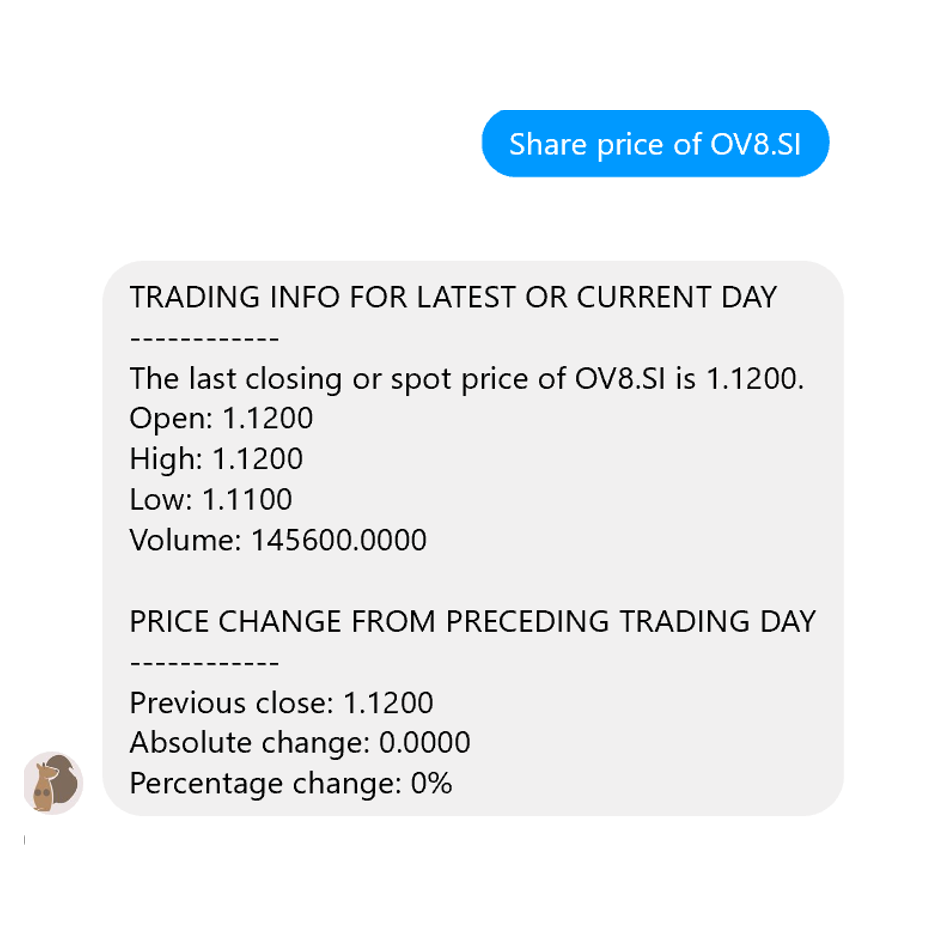 Share price of OV8.SI
TRADING INFO FOR LATEST OR CURRENT DAY
------------
The last closing or spot price of OV8.SI is 1.1200.
Open: 1.1200
High: 1.1200
Low: 1.1100
Volume: 145600.0000
PRICE CHANGE FROM PRECEDING TRADING DAY
------------
Previous close: 1.1200
Absolute change: 0.0000
Percentage change: 0%